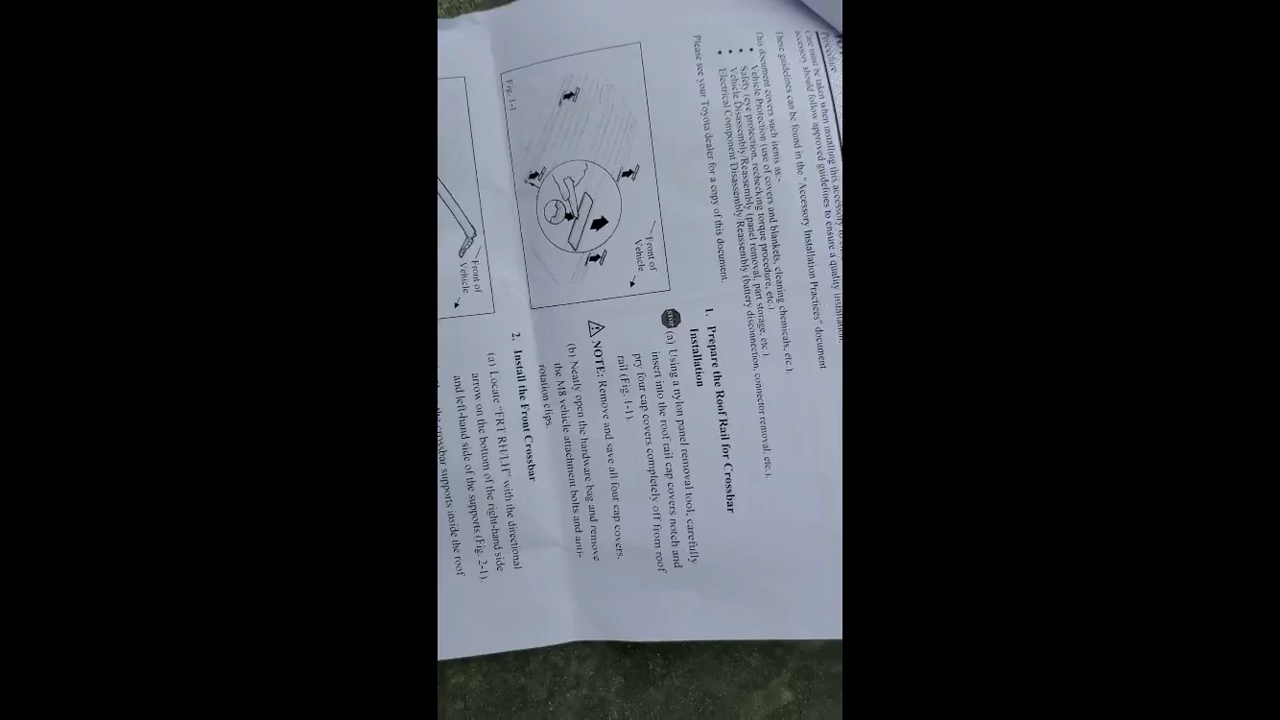 Procedure
Care must be taken when installing this accessory to
accessory should follow approved guidelines to ensure a quality installation.
These guidelines can be found in the "Accessory Installation Practices" document.
This document covers such items as:-
• Vehicle Protection (use of covers and blankets, cleaning chemicals, etc.).
• Safety (eye protection, rechecking torque procedure, etc.).
• Vehicle Disassembly/Reassembly (panel removal, part storage, etc.).
• Electrical Component Disassembly/Reassembly (battery disconnection, connector removal, etc.).
Please see your Toyota dealer for a copy of this document.
Front of
Vehicle
Fig. 1-1
1. Prepare the Roof Rail for Crossbar
Installation
STOP
(a) Using a nylon panel removal tool, carefully
insert into the roof rail cap covers notch and
pry four cap covers completely off from roof
rail (Fig. 1-1).
NOTE: Remove and save all four cap covers.
(b) Neatly open the hardware bag and remove
the M8 vehicle attachment bolts and anti-
rotation clips.
Front of
Vehicle
2. Install the Front Crossbar
(a) Locate "FRT RH/LH" with the directional
arrow on the bottom of the right-hand side
and left-hand side of the supports (Fig. 2-1).
the crossbar supports inside the roof